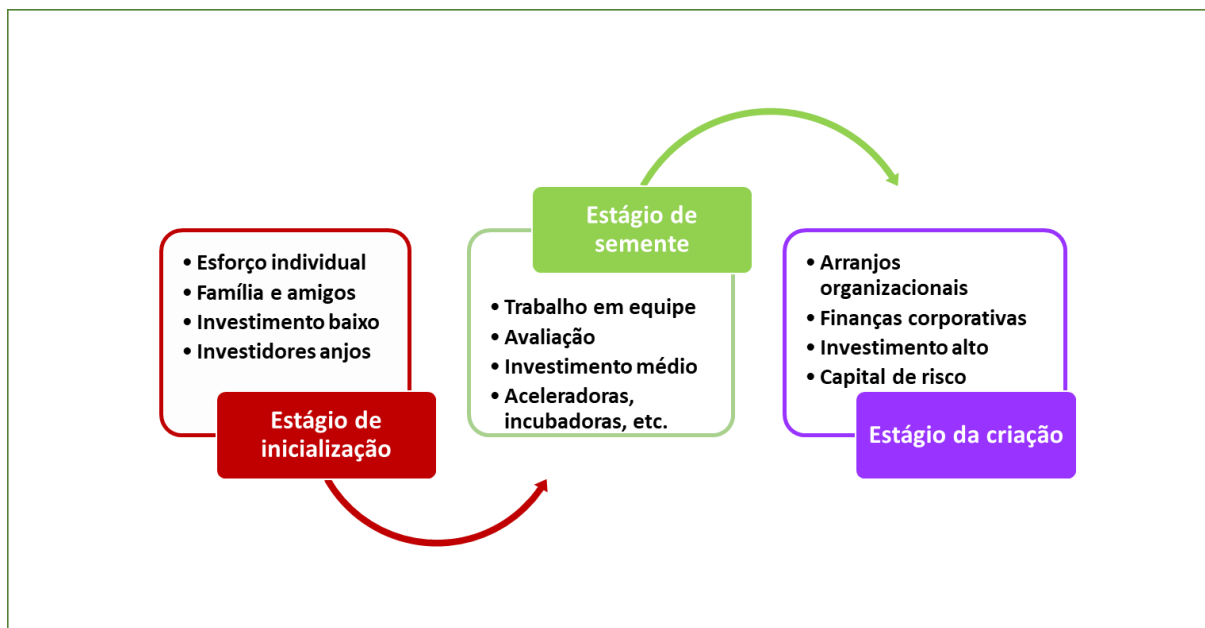 • Esforço individual
• Família e amigos
• Investimento baixo
• Investidores anjos
Estágio de
inicialização
Estágio de
semente
• Trabalho em equipe
• Avaliação
• Investimento médio
• Aceleradoras,
incubadoras, etc.
• Arranjos
organizacionais
• Finanças corporativas
• Investimento alto
• Capital de risco
Estágio da criação